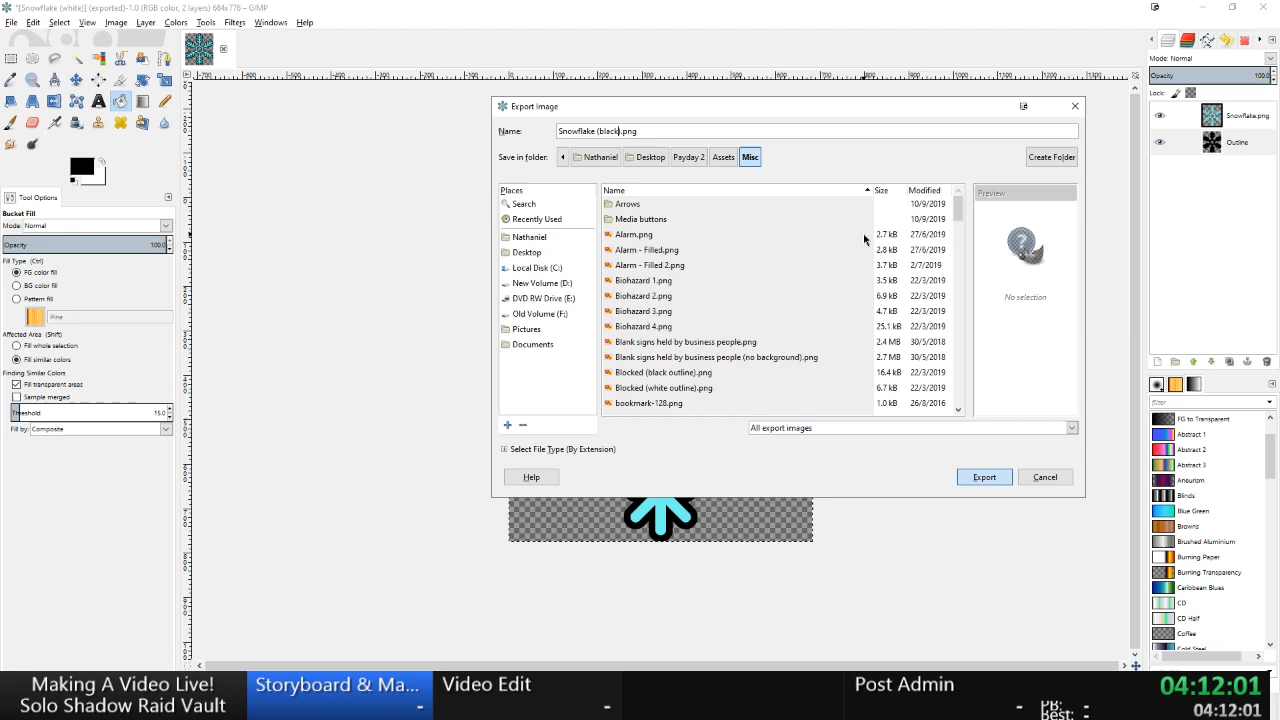 *[Snowflake (white)] (exported)-1.0 (RGB color, 2 layers) 684x776 – GIMP
File Edit Select View Image Layer Colors Tools Filters Windows Help
Tool Options
Bucket Fill
Mode: Normal
Opacity 100.0
Fill Type (Ctrl)
FG color fill
BG color fill
Pattern fill
Pine
Affected Area (Shift)
Fill whole selection
Fill similar colors
Finding Similar Colors
Fill transparent areas
Sample merged
Threshold 15.0
Fill by: Composite
Export Image
Name: Snowflake (black).png
Save in folder: Nathaniel Desktop Payday 2 Assets Misc Create Folder
Places
Search
Recently Used
Nathaniel
Desktop
Local Disk (C:)
New Volume (D:)
DVD RW Drive (E:)
Old Volume (F:)
Pictures
Documents
Name Size Modified
Arrows 10/9/2019
Media buttons 10/9/2019
Alarm.png 2.7 kB 27/6/2019
Alarm - Filled.png 2.8 kB 27/6/2019
Alarm - Filled 2.png 3.7 kB 2/7/2019
Biohazard 1.png 3.5 kB 22/3/2019
Biohazard 2.png 6.9 kB 22/3/2019
Biohazard 3.png 4.7 kB 22/3/2019
Biohazard 4.png 25.1 kB 22/3/2019
Blank signs held by business people.png 2.4 MB 30/5/2018
Blank signs held by business people (no background).png 2.7 MB 30/5/2018
Blocked (black outline).png 16.4 kB 22/3/2019
Blocked (white outline).png 6.7 kB 22/3/2019
bookmark-128.png 1.0 kB 26/8/2016
Preview
No selection
All export images
Select File Type (By Extension)
Help Export Cancel
Mode: Normal
Opacity 100.0
Lock:
Snowflake.png
Outline
filter
FG to Transparent
Abstract 1
Abstract 2
Abstract 3
Aneurism
Blinds
Blue Green
Browns
Brushed Aluminium
Burning Paper
Burning Transparency
Caribbean Blues
CD
CD Half
Coffee
Cold Steel
Making A Video Live!
Solo Shadow Raid Vault
Storyboard & Ma...
-
Video Edit
-
Post Admin
-
PB: -
Best: -
04:12:01
04:12:01